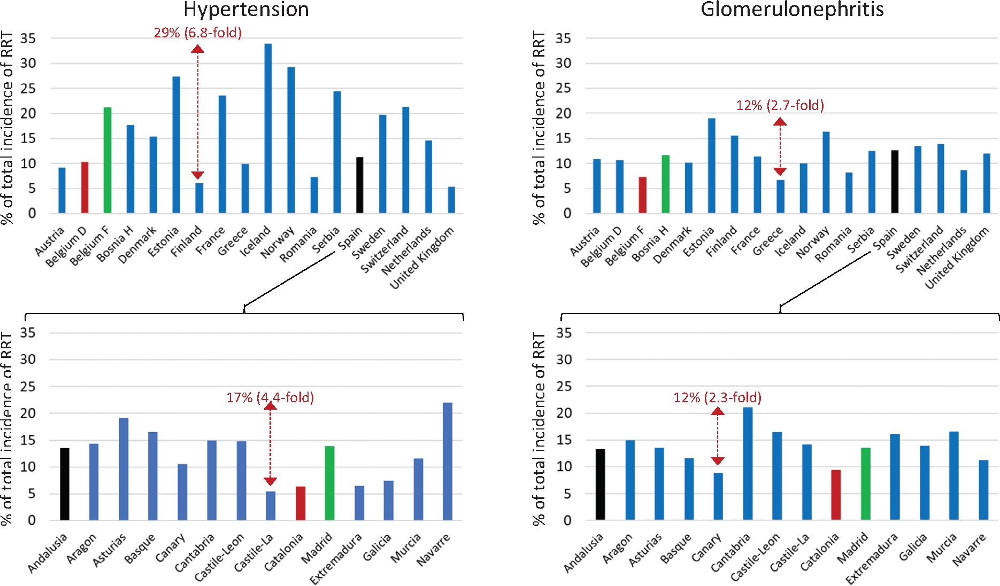 Hypertension
29% (6.8-fold)
% of total incidence of RRT
35
30
25
20
15
10
5
0
Austria
Belgium D
Belgium F
Bosnia H
Denmark
Estonia
Finland
France
Greece
Iceland
Norway
Romania
Serbia
Spain
Sweden
Switzerland
Netherlands
United Kingdom
Glomerulonephritis
12% (2.7-fold)
% of total incidence of RRT
35
30
25
20
15
10
5
0
Austria
Belgium D
Belgium F
Bosnia H
Denmark
Estonia
Finland
France
Greece
Iceland
Norway
Romania
Serbia
Spain
Sweden
Switzerland
Netherlands
United Kingdom
17% (4.4-fold)
% of total incidence of RRT
35
30
25
20
15
10
5
0
Andalusia
Aragon
Asturias
Basque
Canary
Cantabria
Castile-Leon
Castile-La
Catalonia
Madrid
Extremadura
Galicia
Murcia
Navarre
12% (2.3-fold)
% of total incidence of RRT
35
30
25
20
15
10
5
0
Andalusia
Aragon
Asturias
Basque
Canary
Cantabria
Castile-Leon
Castile-La
Catalonia
Madrid
Extremadura
Galicia
Murcia
Navarre